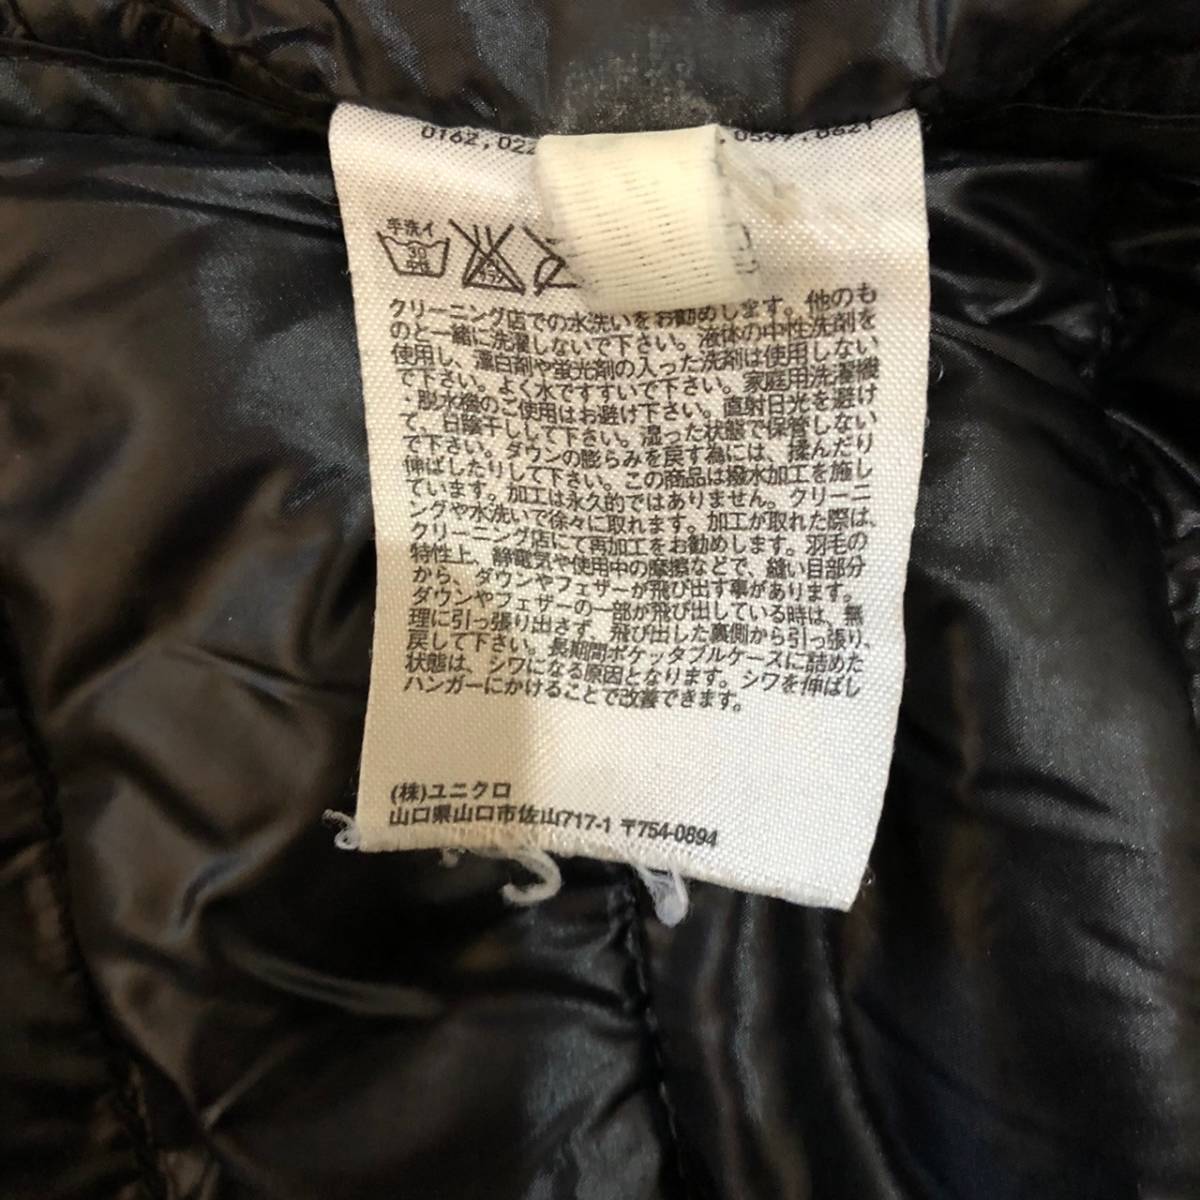 0162,022 ,0599,0621
手洗イ
30
クリーニング店での水洗いをお勧めします。他のも
のと一緒に洗濯しないで下さい。液体の中性洗剤を
使用し、漂白剤や蛍光剤の入った洗剤は使用しない
で下さい。よく水ですすいで下さい。家庭用洗濯機
・脱水機のご使用はお避け下さい。直射日光を避け
て、日陰干しして下さい。湿った状態で保管しない
で下さい。ダウンの膨らみを戻す為には、揉んだり
伸ばしたりして下さい。この商品は撥水加工を施し
ています。加工は永久的ではありません。クリーニ
ングや水洗いで徐々に取れます。加工が取れた際は、
クリーニング店にて再加工をお勧めします。羽毛の
特性上、静電気や使用中の摩擦などで、縫い目部分
から、ダウンやフェザーが飛び出す事があります。
ダウンやフェザーの一部が飛び出している時は、無
理に引っ張り出さず、飛び出した裏側から引っ張り、
戻して下さい。長期間ポケッタブルケースに詰めた
状態は、シワになる原因となります。シワを伸ばし
ハンガーにかけることで改善できます。
(株)ユニクロ
山口県山口市佐山717-1 〒754-0894